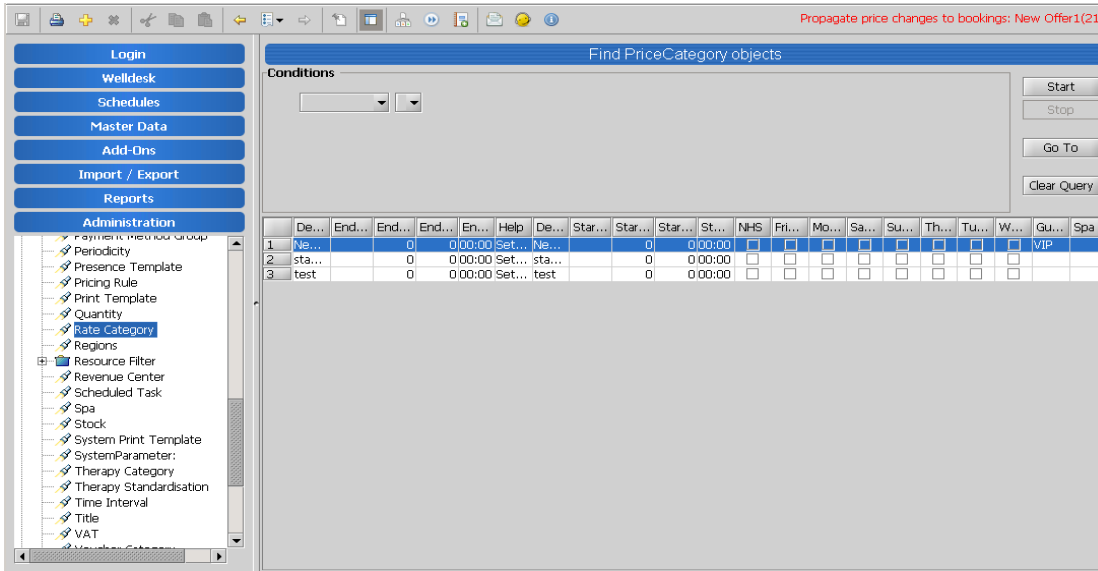 Propagate price changes to bookings: New Offer1(21
Login
Welldesk
Schedules
Master Data
Add-Ons
Import / Export
Reports
Administration
Payment Method Group
Periodicity
Presence Template
Pricing Rule
Print Template
Quantity
Rate Category
Regions
Resource Filter
Revenue Center
Scheduled Task
Spa
Stock
System Print Template
SystemParameter:
Therapy Category
Therapy Standardisation
Time Interval
Title
VAT
Voucher Category
Find PriceCategory objects
Conditions
Start
Stop
Go To
Clear Query
De... End... End... End... En... Help De... Star... Star... Star... St... NHS Fri... Mo... Sa... Su... Th... Tu... W... Gu... Spa
1 Ne... 0 0 00:00 Set... Ne... 0 0 00:00 VIP
2 sta... 0 0 00:00 Set... sta... 0 0 00:00
3 test 0 0 00:00 Set... test 0 0 00:00